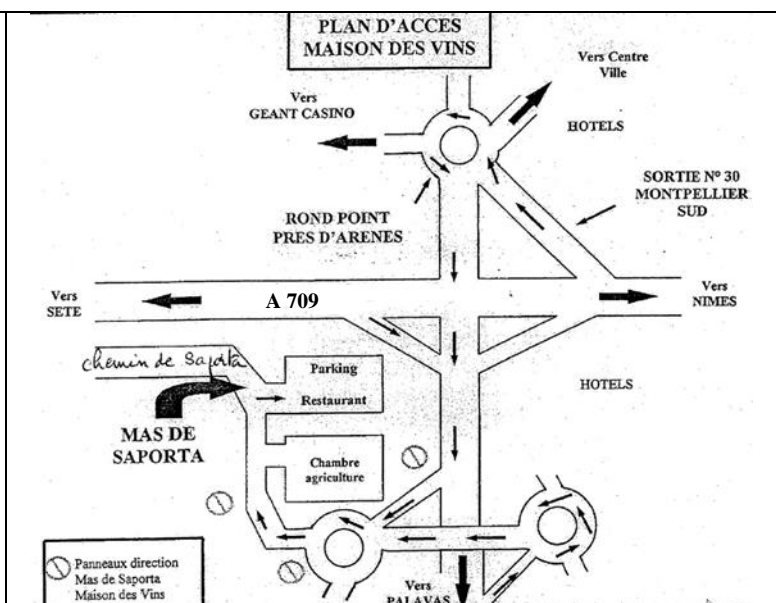 PLAN D'ACCES
MAISON DES VINS
Vers Centre
Ville
Vers
GEANT CASINO
HOTELS
SORTIE N° 30
MONTPELLIER
SUD
ROND POINT
PRES D'ARENES
Vers
SETE
A 709
Vers
NIMES
chemin de Saporta
Parking
Restaurant
HOTELS
MAS DE
SAPORTA
Chambre
agriculture
Panneaux direction
Mas de Saporta
Maison des Vins
Vers
PALAVAS